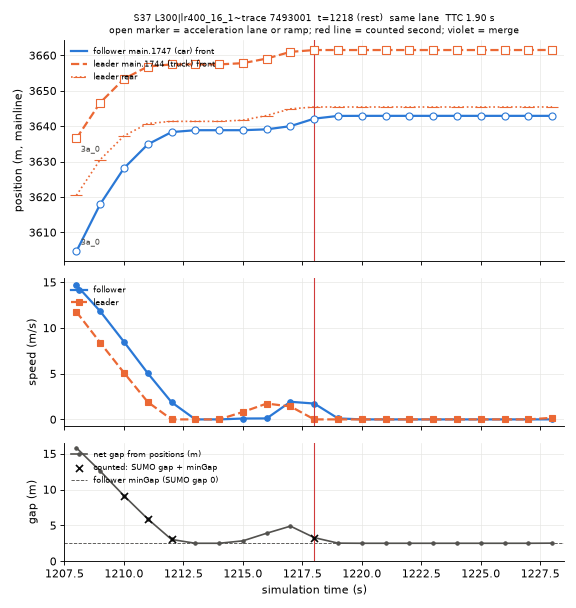 S37 L300|lr400_16_1~trace 7493001 t=1218 (rest) same lane TTC 1.90 s
open marker = acceleration lane or ramp; red line = counted second; violet = merge
follower main.1747 (car) front
leader main.1744 (truck) front
leader rear
3660
3650
3640
3630
3620
3610
position (m, mainline)
3a_0
3a_0
follower
leader
15
10
5
0
speed (m/s)
net gap from positions (m)
counted: SUMO gap + minGap
follower minGap (SUMO gap 0)
15
10
5
0
gap (m)
1207.5 1210.0 1212.5 1215.0 1217.5 1220.0 1222.5 1225.0 1227.5
simulation time (s)